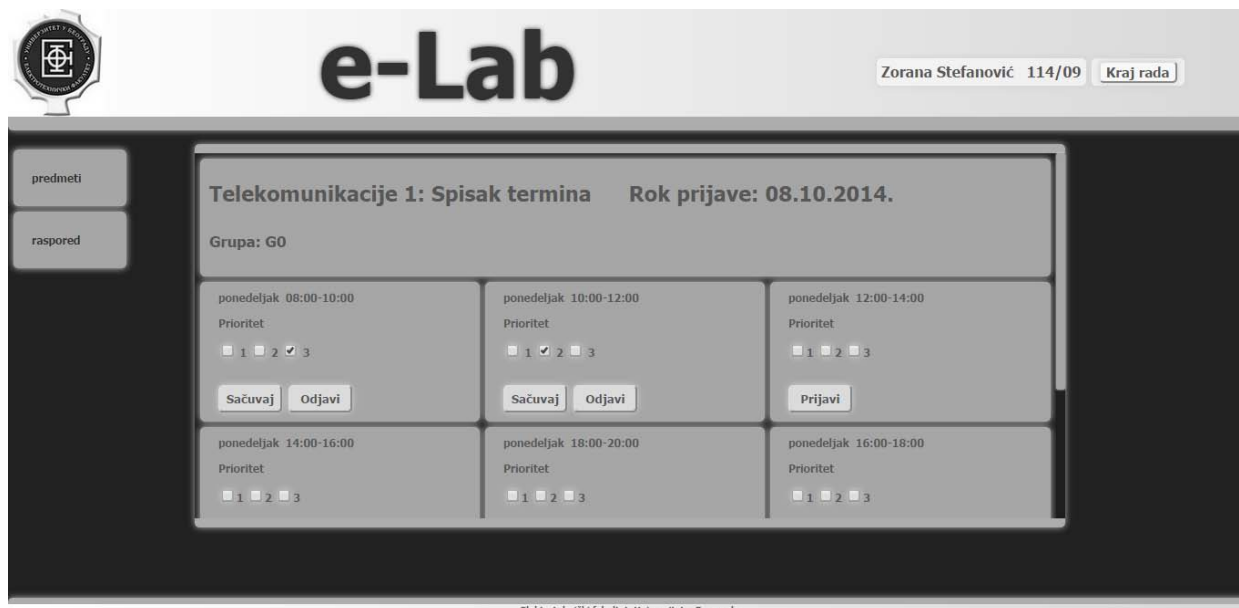 e-Lab
Zorana Stefanović 114/09 Kraj rada
predmeti
raspored
Telekomunikacije 1: Spisak termina Rok prijave: 08.10.2014.
Grupa: G0
ponedeljak 08:00-10:00
Prioritet
1 2 3
Sačuvaj Odjavi
ponedeljak 10:00-12:00
Prioritet
1 2 3
Sačuvaj Odjavi
ponedeljak 12:00-14:00
Prioritet
1 2 3
Prijavi
ponedeljak 14:00-16:00
Prioritet
1 2 3
ponedeljak 18:00-20:00
Prioritet
1 2 3
ponedeljak 16:00-18:00
Prioritet
1 2 3